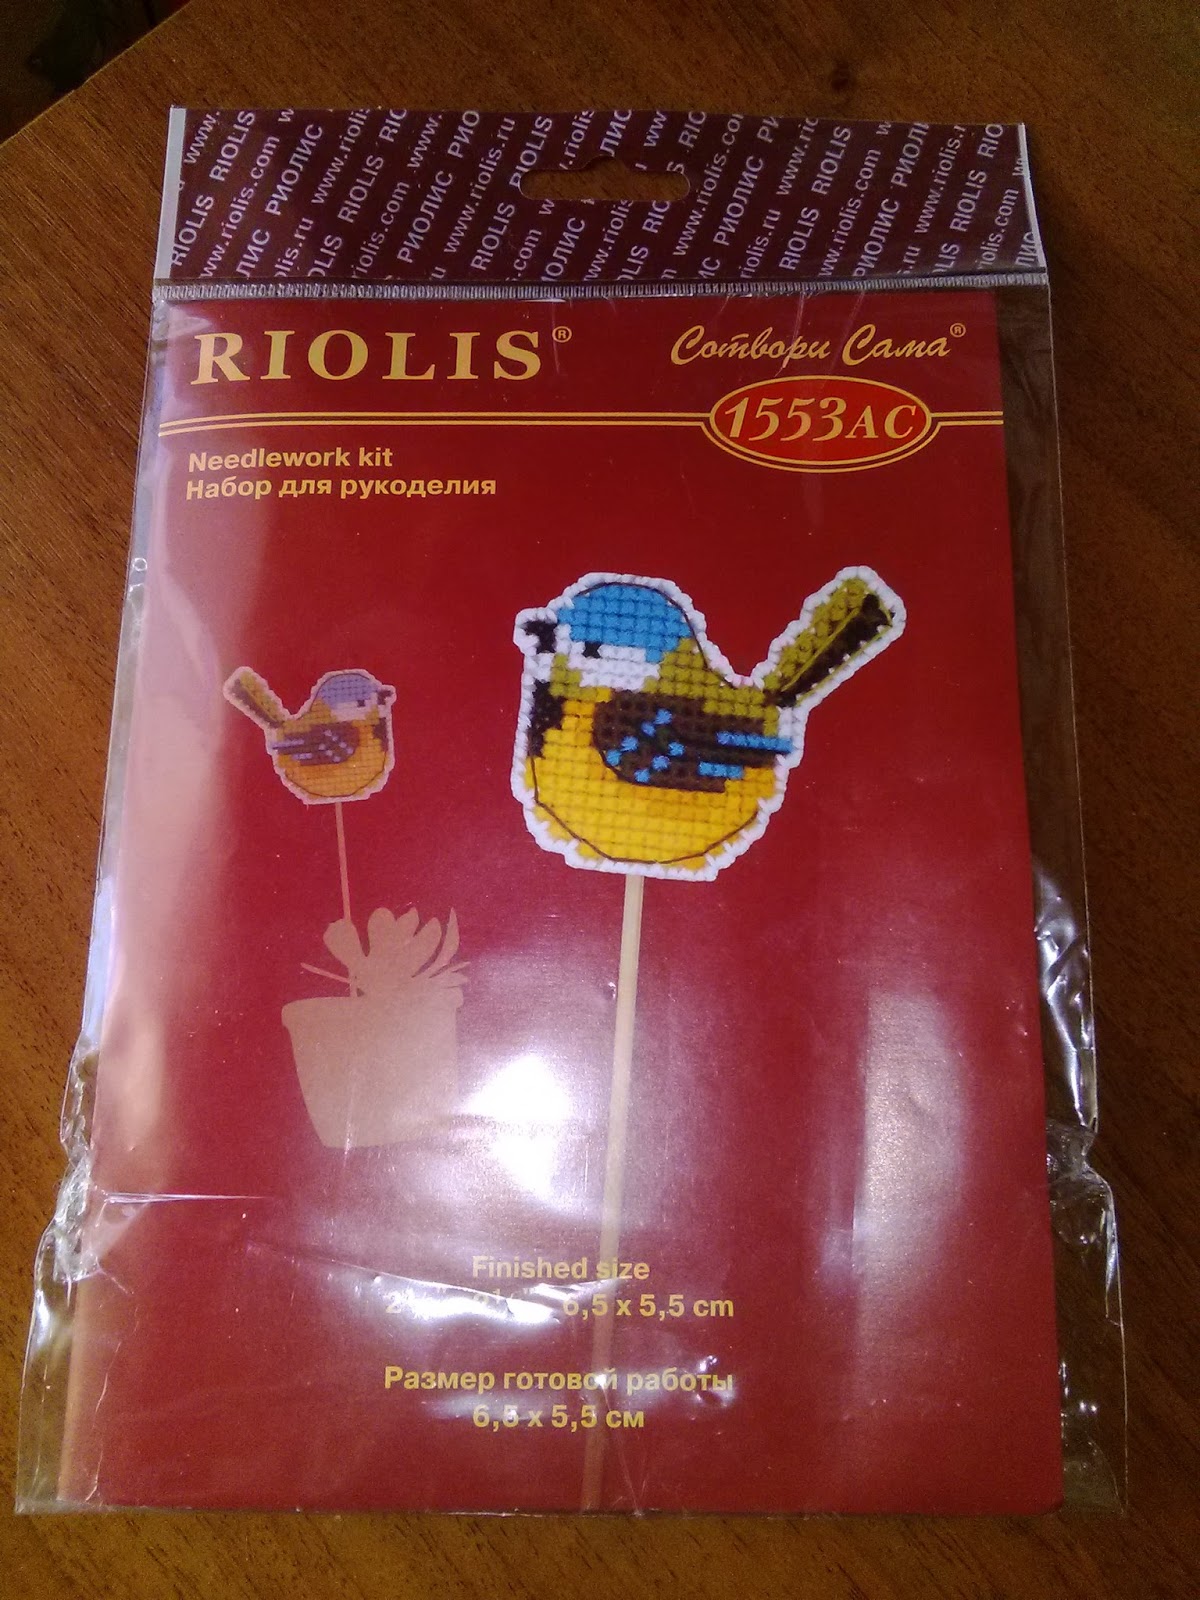 www.riolis.ru
RIOLIS РИОЛИС
www.riolis.com
RIOLIS®
Сотвори Сама®
1553AC
Needlework kit
Набор для рукоделия
Finished size
6,5 x 5,5 cm
Размер готовой работы
6,5 x 5,5 см